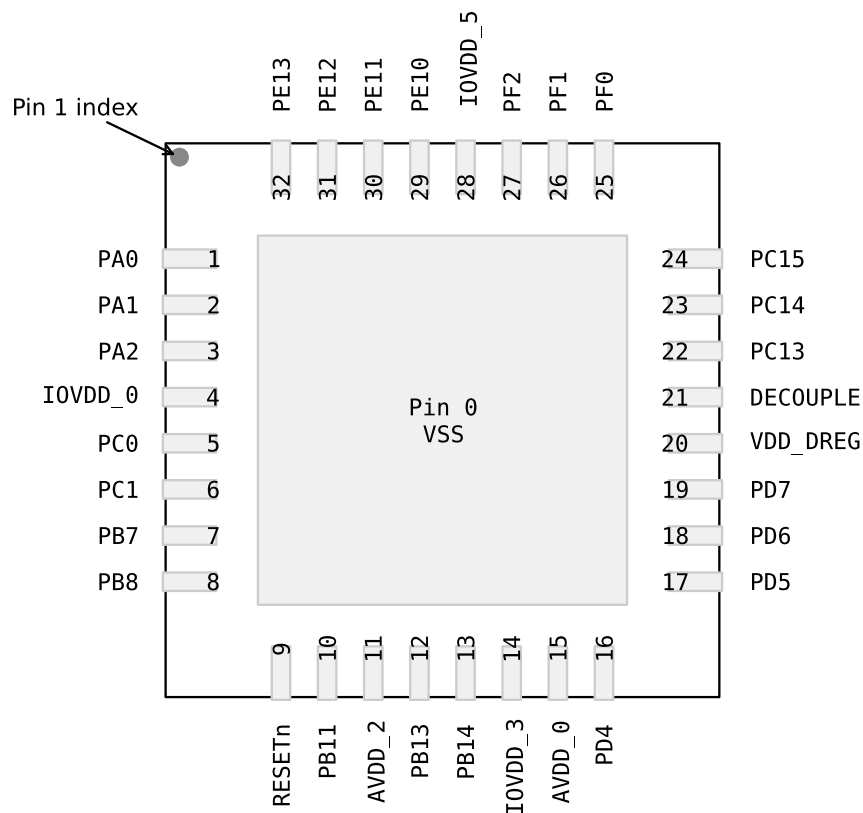 PE13 PE12 PE11 PE10 IOVDD_5 PF2 PF1 PF0
Pin 1 index
32 31 30 29 28 27 26 25
PA0 1 24 PC15
PA1 2 23 PC14
PA2 3 22 PC13
IOVDD_0 4 21 DECOUPLE
Pin 0
VSS
PC0 5 20 VDD_DREG
PC1 6 19 PD7
PB7 7 18 PD6
PB8 8 17 PD5
9 10 11 12 13 14 15 16
RESETn PB11 AVDD_2 PB13 PB14 IOVDD_3 AVDD_0 PD4